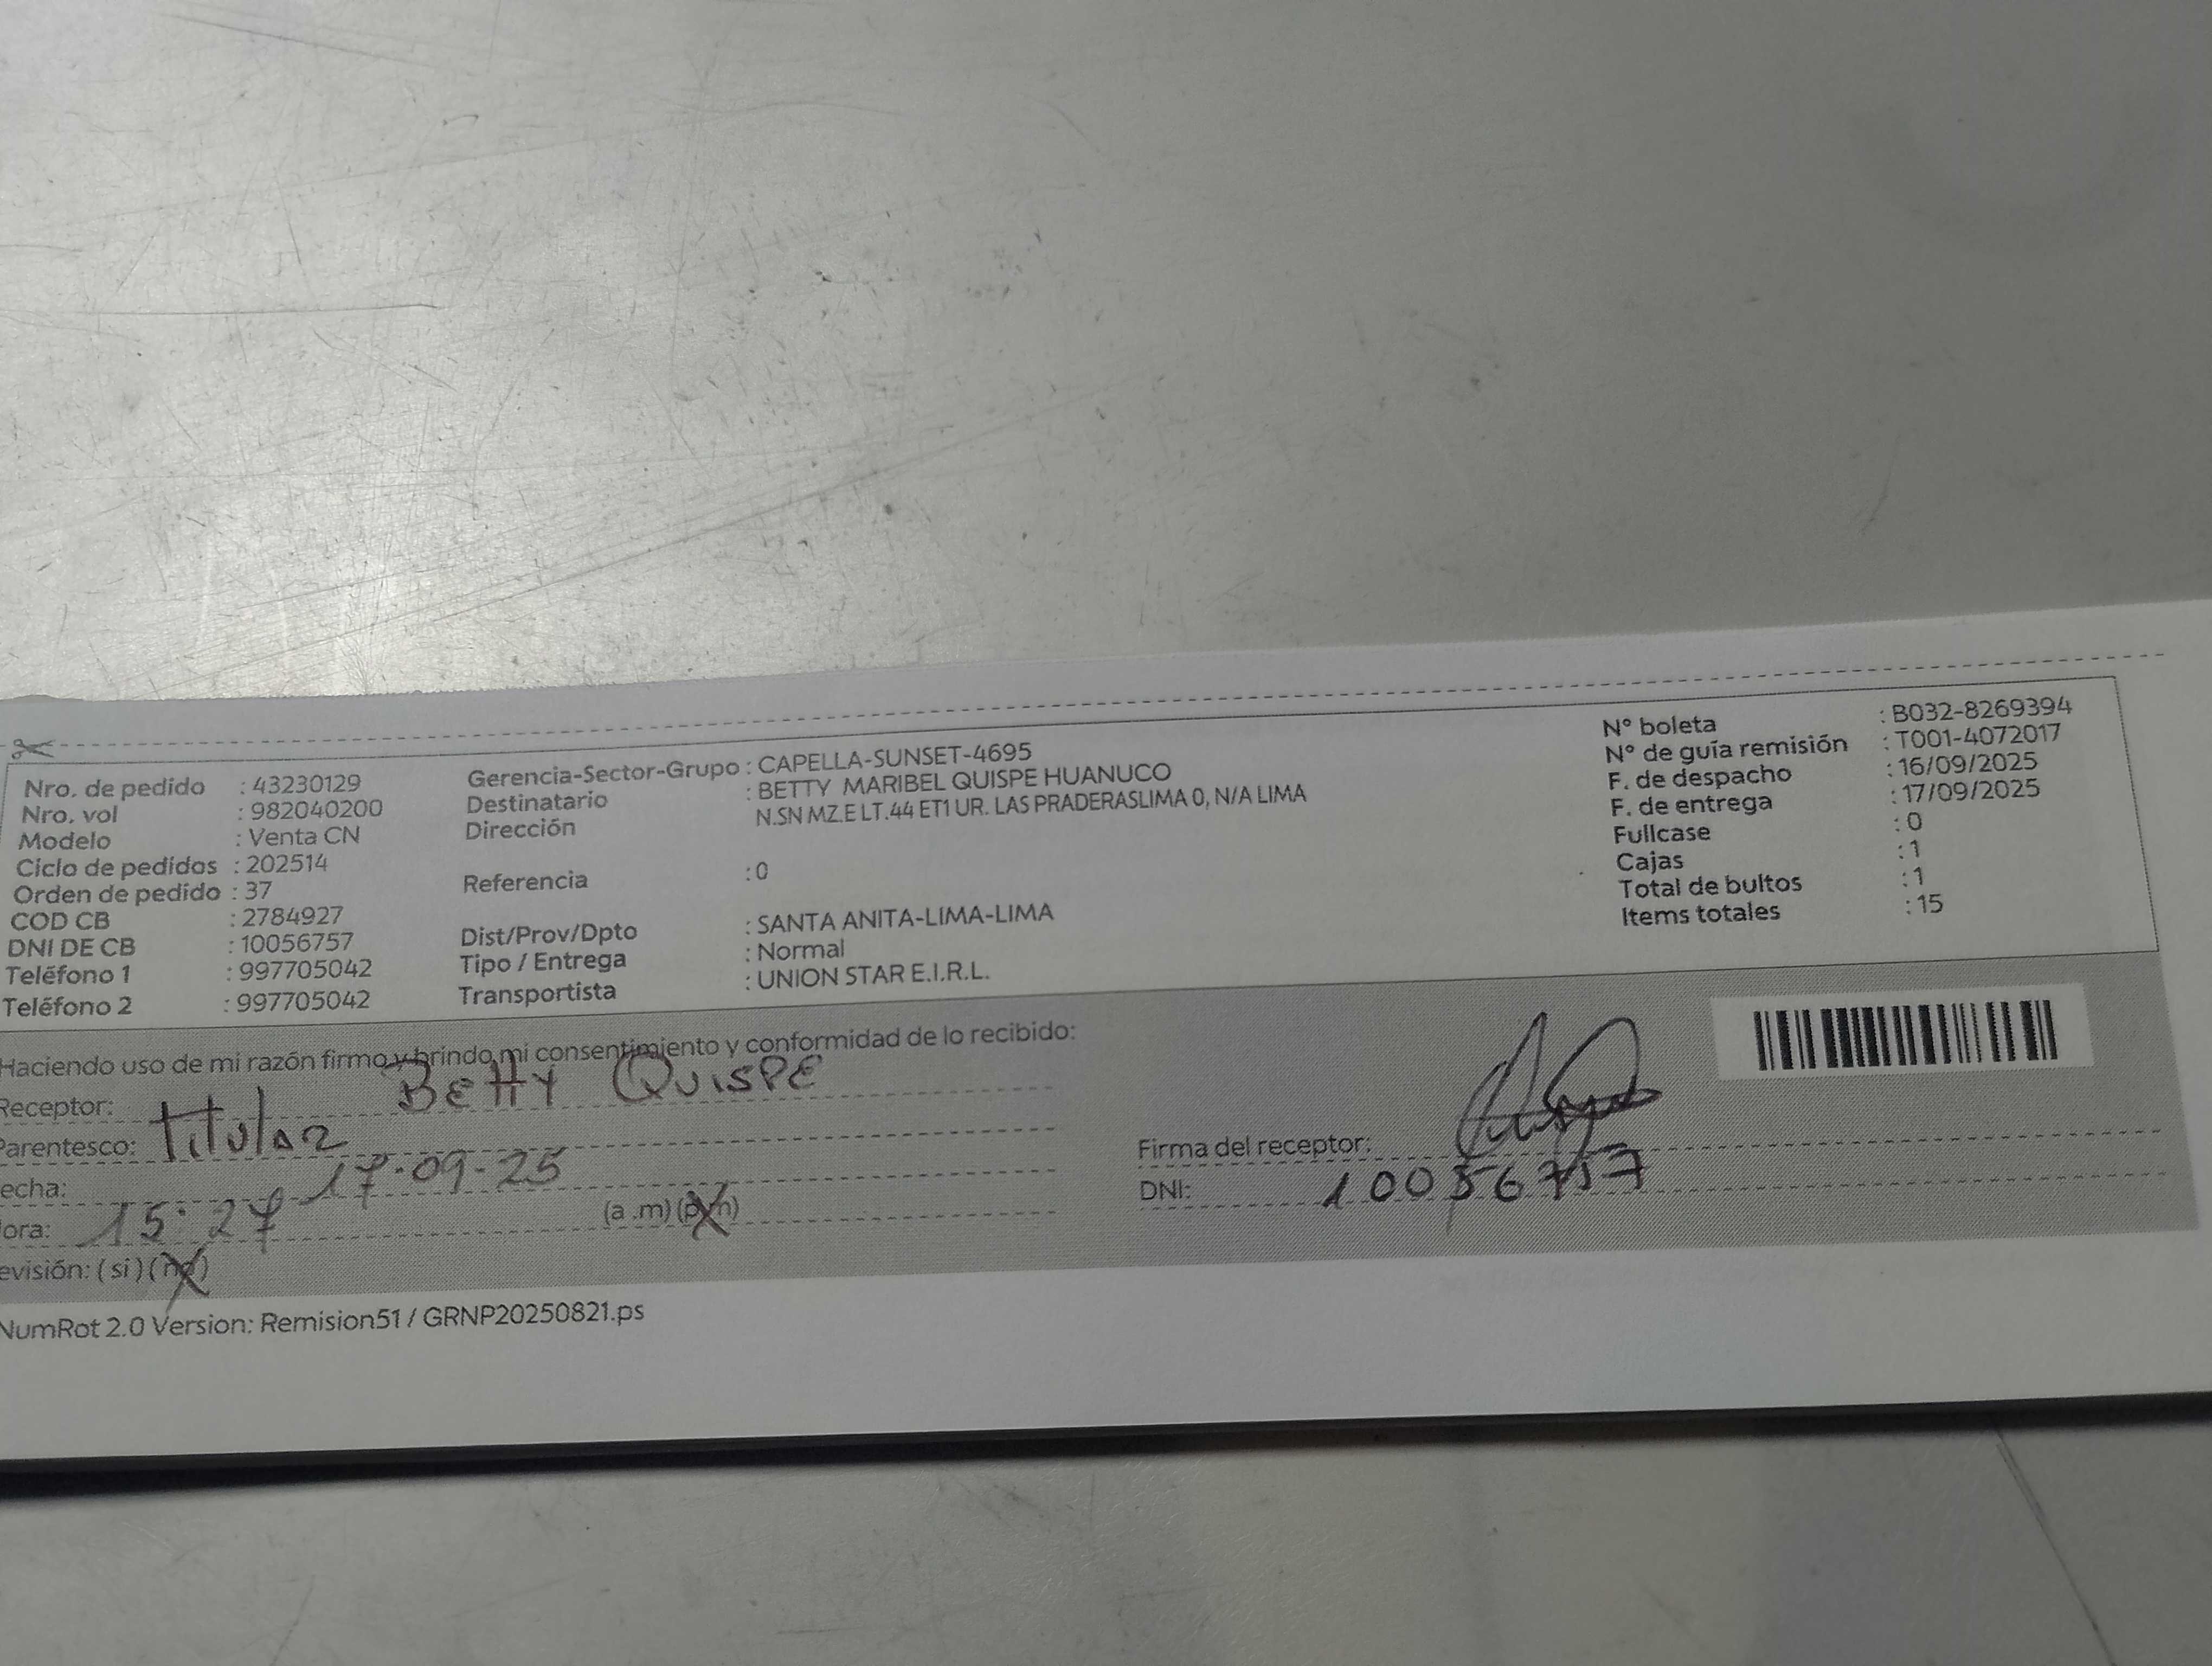 Nro. de pedido : 43230129
Nro. vol : 982040200
Modelo : Venta CN
Ciclo de pedidos : 202514
Orden de pedido : 37
COD CB : 2784927
DNI DE CB : 10056757
Teléfono 1 : 997705042
Teléfono 2 : 997705042
Gerencia-Sector-Grupo : CAPELLA-SUNSET-4695
Destinatario : BETTY MARIBEL QUISPE HUANUCO
Dirección N.SN MZ.E LT.44 ET1 UR. LAS PRADERASLIMA 0, N/A LIMA
Referencia : 0
Dist/Prov/Dpto : SANTA ANITA-LIMA-LIMA
Tipo / Entrega : Normal
Transportista : UNION STAR E.I.R.L.
N° boleta : B032-8269394
N° de guía remisión : T001-4072017
F. de despacho : 16/09/2025
F. de entrega : 17/09/2025
Fullcase : 0
Cajas : 1
Total de bultos : 1
Items totales : 15
Haciendo uso de mi razón firmo y brindo mi consentimiento y conformidad de lo recibido:
Receptor: Betty Quispe
Parentesco: titular
echa: 17-09-25
ora: 15:27 (a .m) (p.m)
evisión: ( si ) ( no )
Firma del receptor:
DNI: 10056757
NumRot 2.0 Version: Remision51 / GRNP20250821.ps